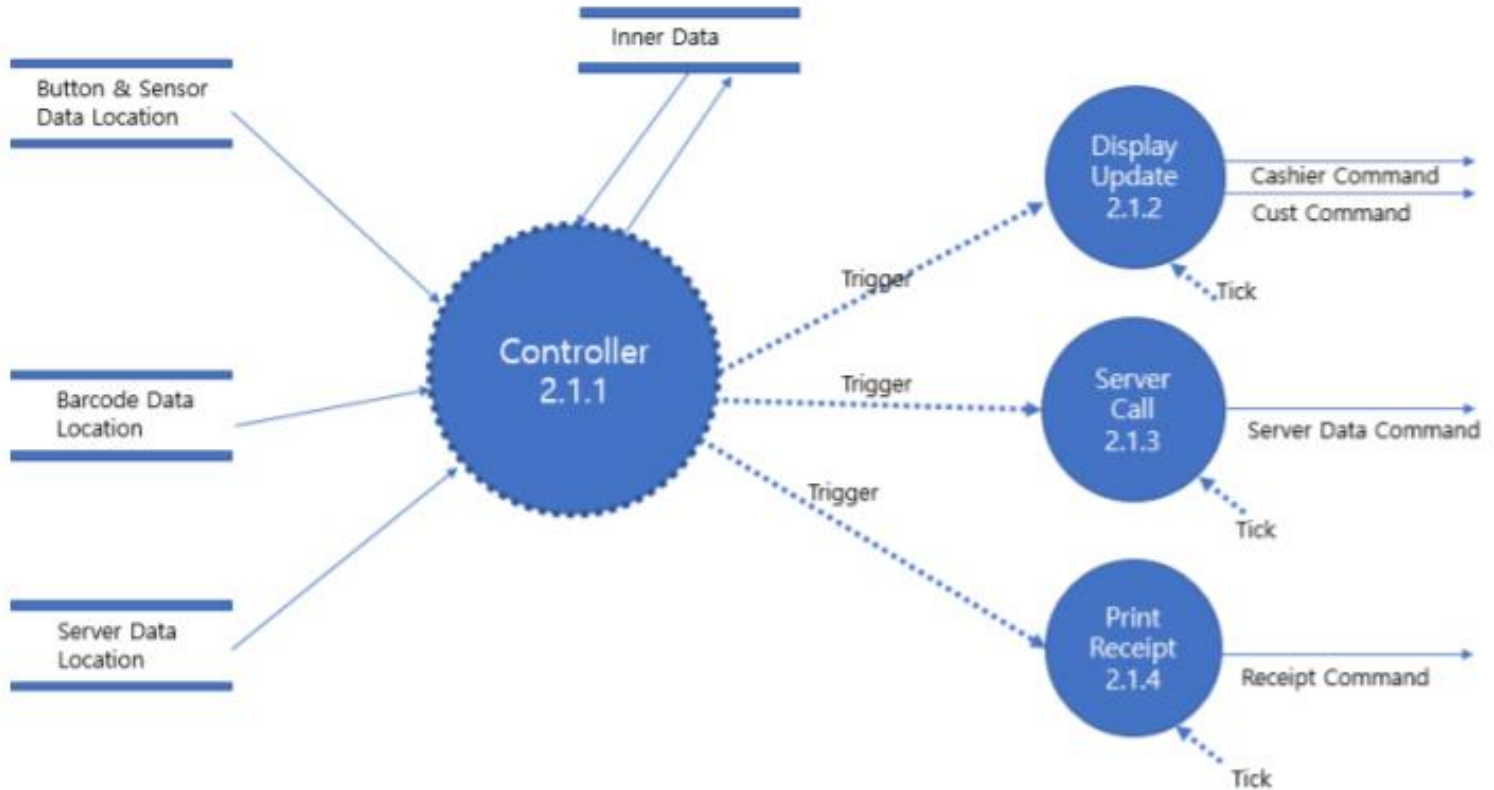 Inner Data
Button & Sensor
Data Location
Display
Update
2.1.2
Cashier Command
Cust Command
Trigger
Tick
Controller
2.1.1
Barcode Data
Location
Trigger
Server
Call
2.1.3
Server Data Command
Trigger
Tick
Server Data
Location
Print
Receipt
2.1.4
Receipt Command
Tick